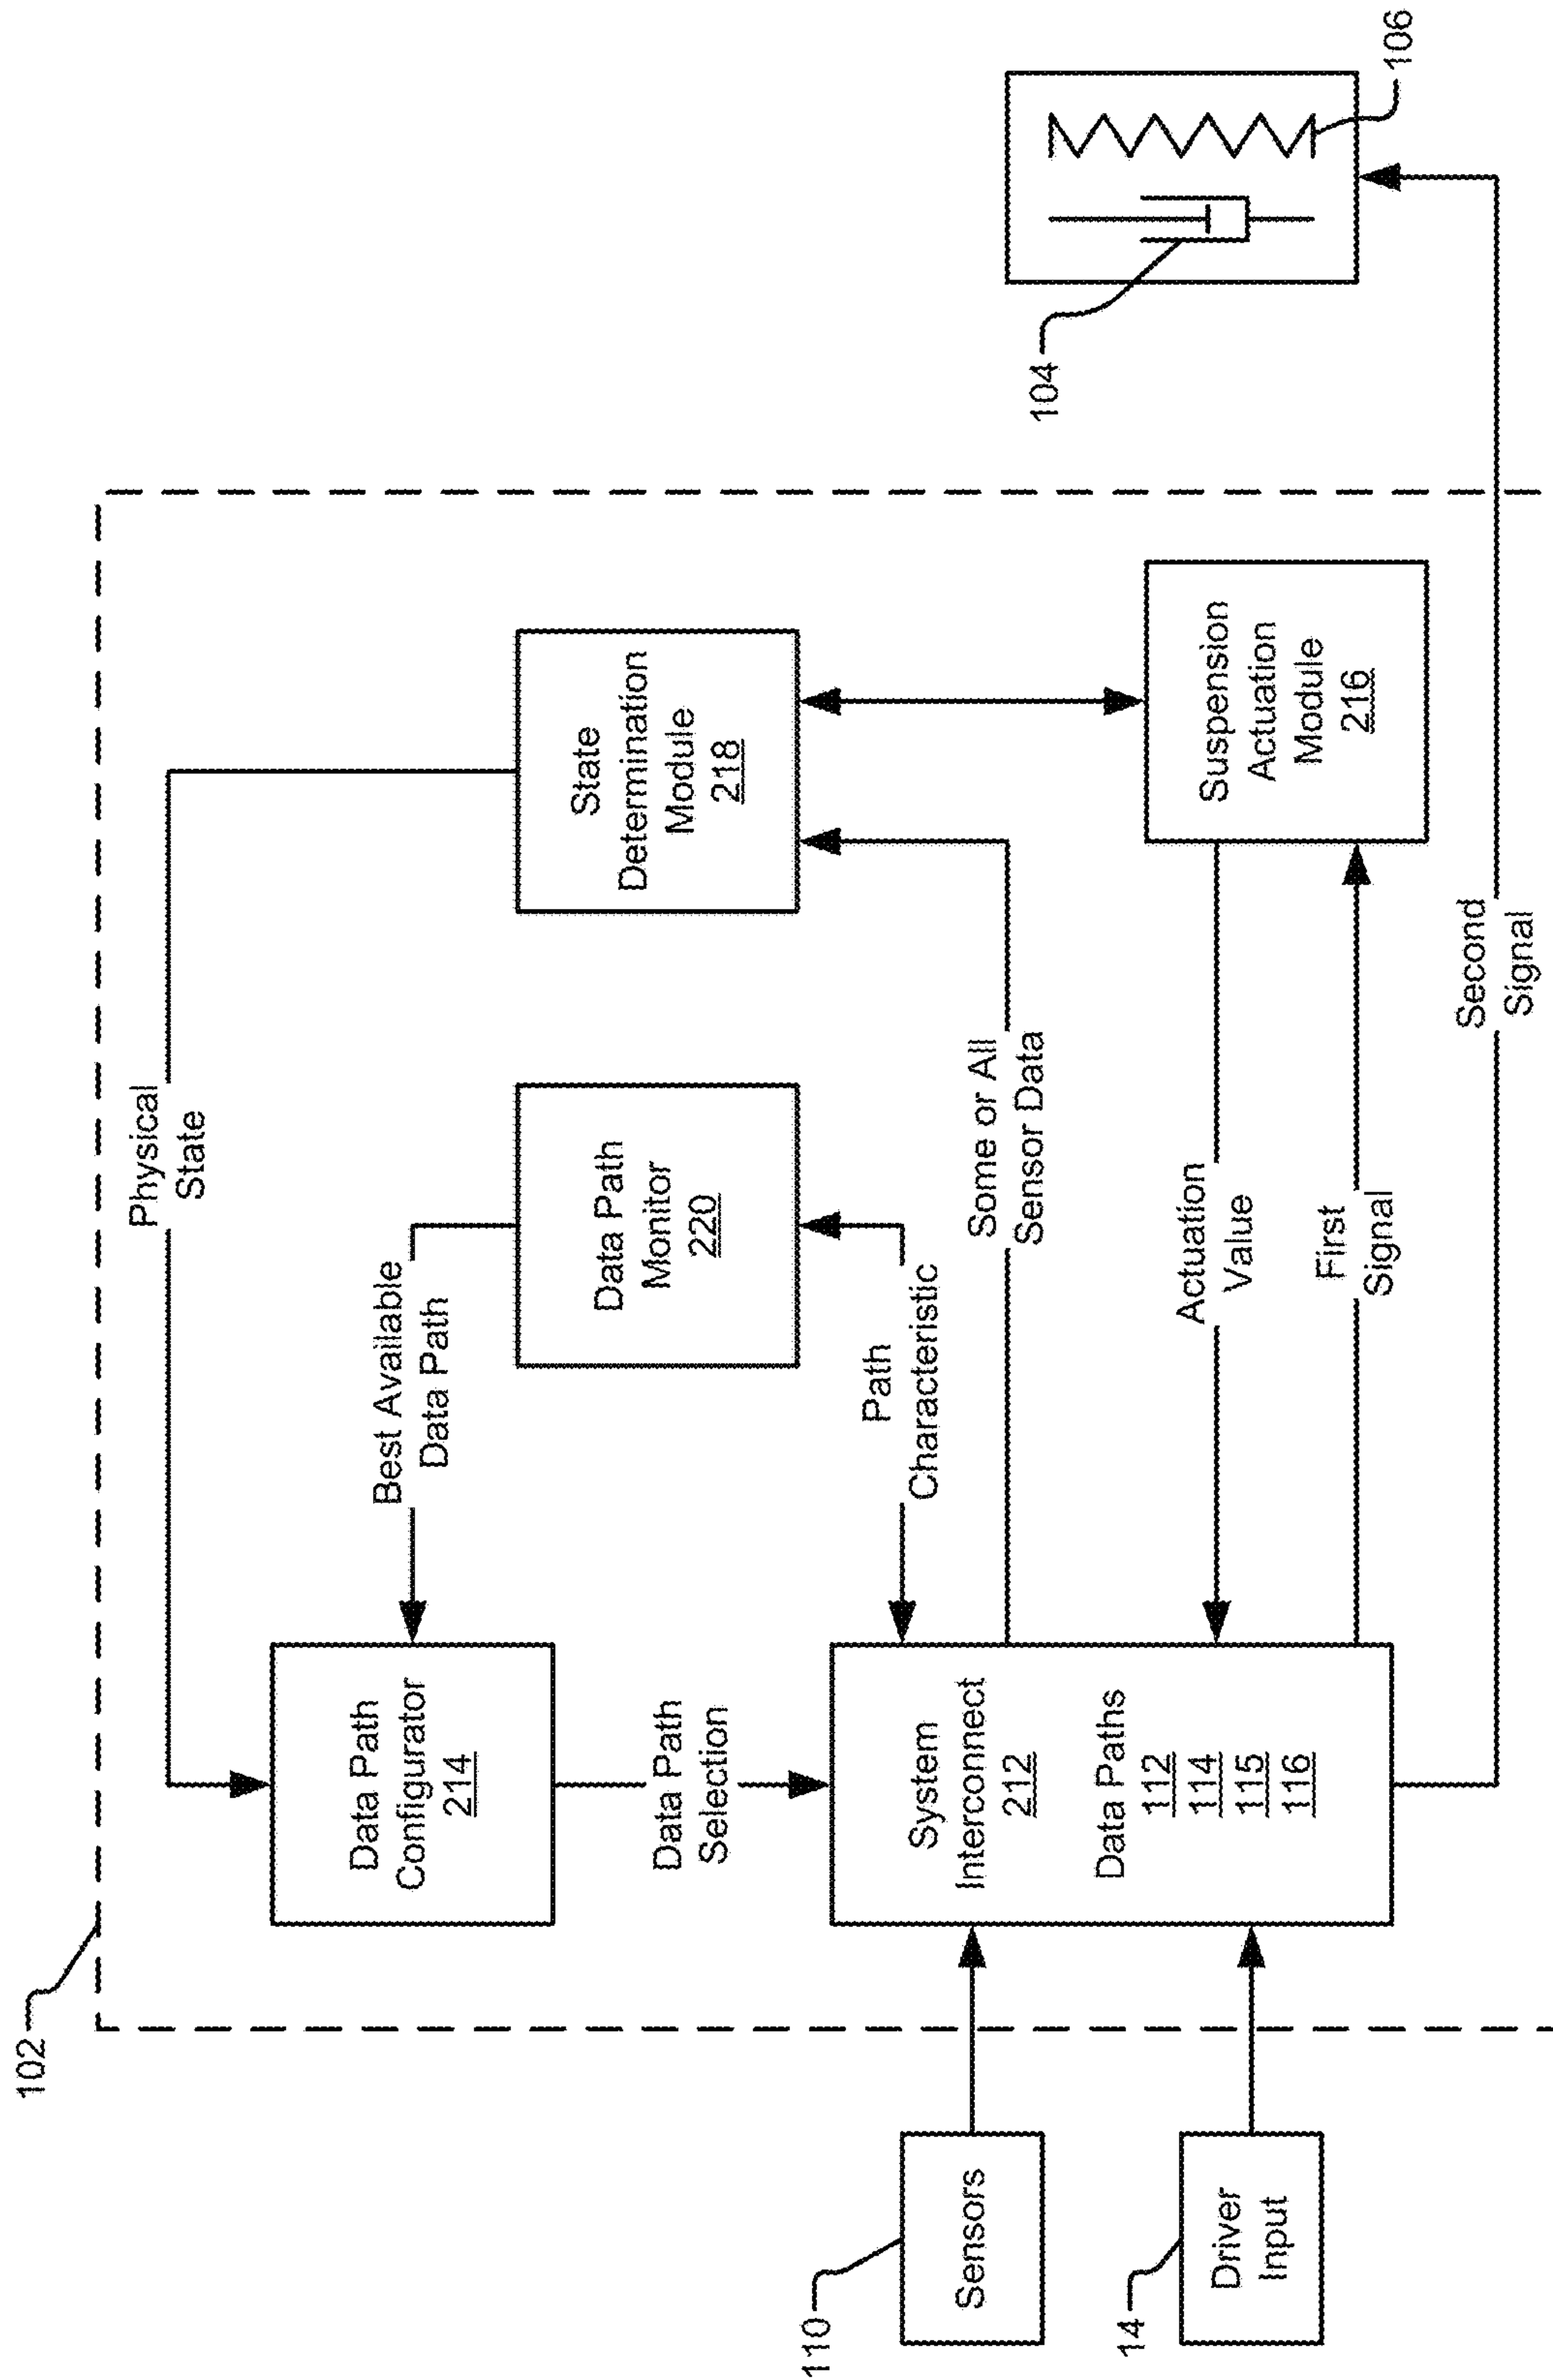 102
Physical
State
Data Path
Configurator
214
Best Available
Data Path
Data Path
Monitor
220
State
Determination
Module
218
Data Path
Selection
Path
Characteristic
Some or All
Sensor Data
110
Sensors
14
Driver
Input
System
Interconnect
212
Data Paths
112
114
115
116
Actuation
Value
First
Signal
Suspension
Actuation
Module
216
Second
Signal
104
106